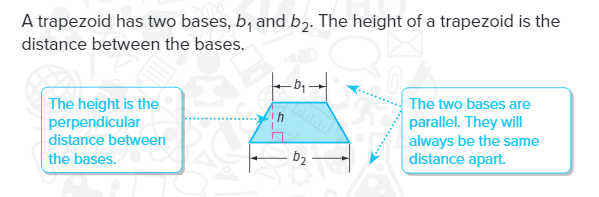 A trapezoid has two bases, b₁ and b₂. The height of a trapezoid is the
distance between the bases.
b₁
The height is the
perpendicular
distance between
the bases.
h
The two bases are
parallel. They will
always be the same
distance apart.
b₂